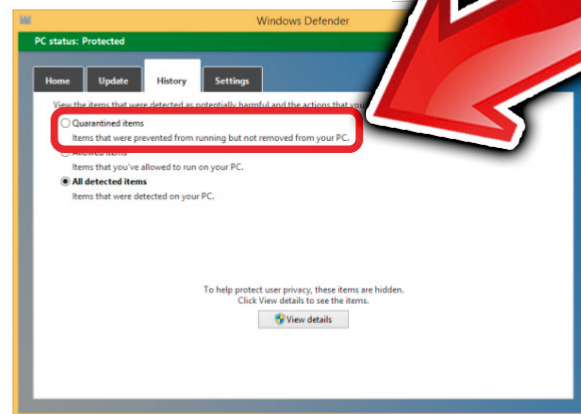 Windows Defender
PC status: Protected
Home Update History Settings
View the items that were detected as potentially harmful and the actions that you
Quarantined items
Items that were prevented from running but not removed from your PC.
Allowed items
Items that you've allowed to run on your PC.
All detected items
Items that were detected on your PC.
To help protect user privacy, these items are hidden.
Click View details to see the items.
View details